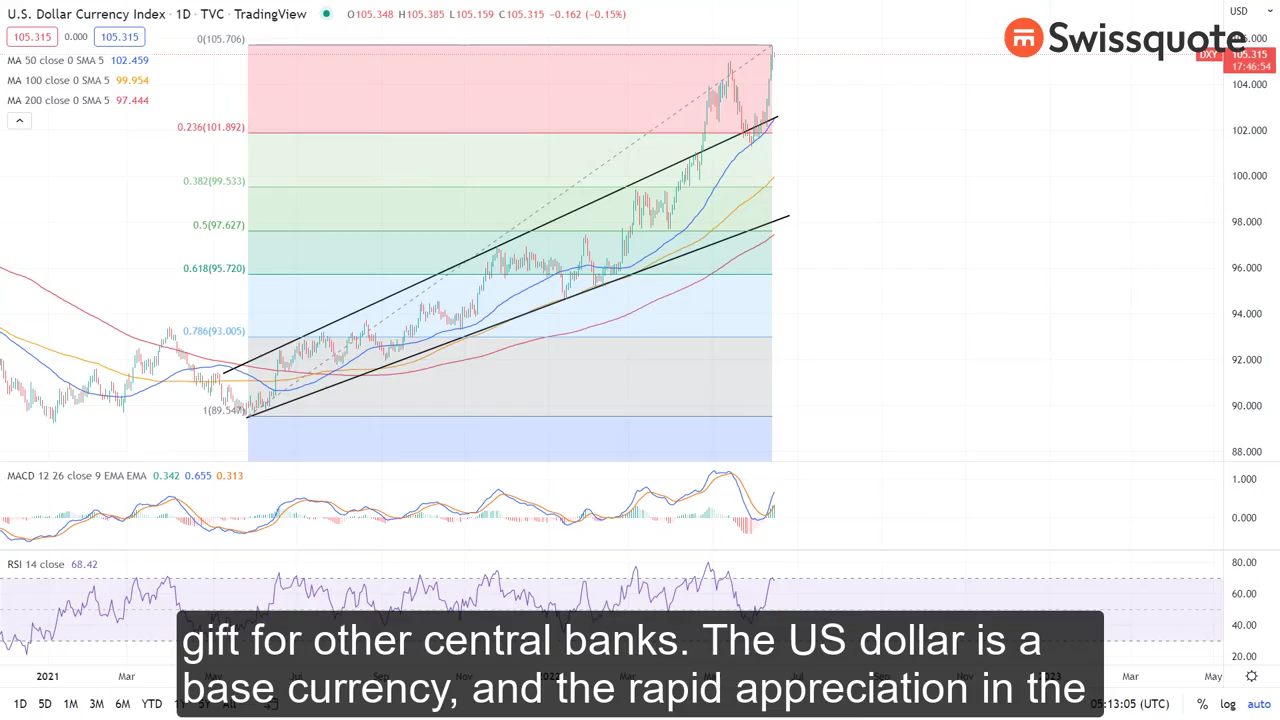 U.S. Dollar Currency Index · 1D · TVC · TradingView O105.348 H105.385 L105.159 C105.315 -0.162 (-0.15%)
USD
Swissquote
105.315 0.000 105.315
0(105.706)
MA 50 close 0 SMA 5 102.459
MA 100 close 0 SMA 5 99.954
MA 200 close 0 SMA 5 97.444
0.236(101.892)
0.382(99.533)
0.5(97.627)
0.618(95.720)
0.786(93.005)
1(89.547)
DXY 105.315
17:46:54
104.000
102.000
100.000
98.000
96.000
94.000
92.000
90.000
88.000
MACD 12 26 close 9 EMA EMA 0.342 0.655 0.313
1.000
0.000
RSI 14 close 68.42
80.00
60.00
40.00
20.00
gift for other central banks. The US dollar is a
base currency, and the rapid appreciation in the
2021 Mar Mar May
1D 5D 1M 3M 6M YTD 05:13:05 (UTC) % log auto